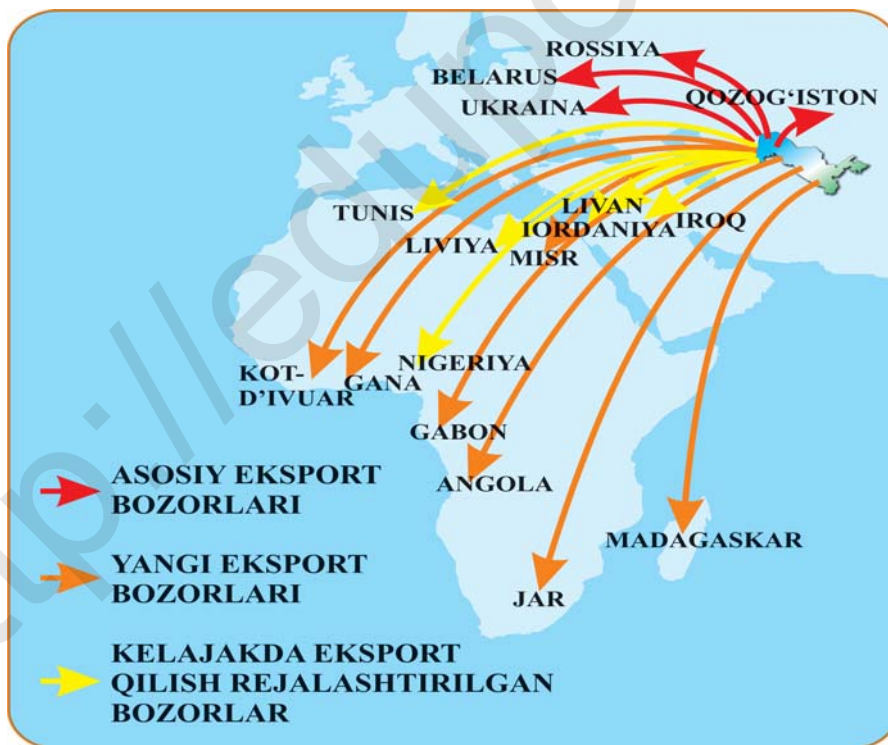 ROSSIYA
BELARUS
QOZOG‘ISTON
UKRAINA
TUNIS
LIVAN
LIVIYA
IORDANIYA
IROQ
MISR
KOT-
D’IVUAR
GANA
NIGERIYA
GABON
ANGOLA
MADAGASKAR
JAR
ASOSIY EKSPORT
BOZORLARI
YANGI EKSPORT
BOZORLARI
KELAJAKDA EKSPORT
QILISH REJALASHTIRILGAN
BOZORLAR